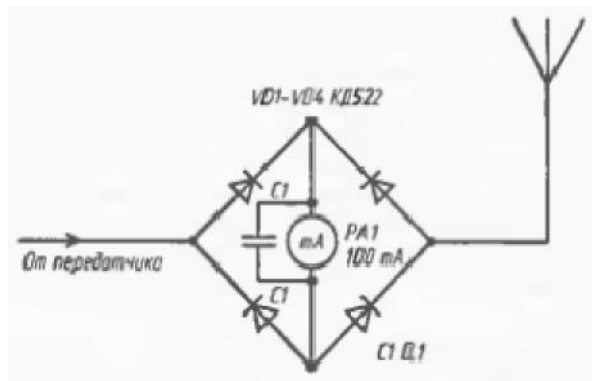 VD1-VD4 КД522
C1
mA
PA1
100 mA
От передатчика
C1
C1 0,1